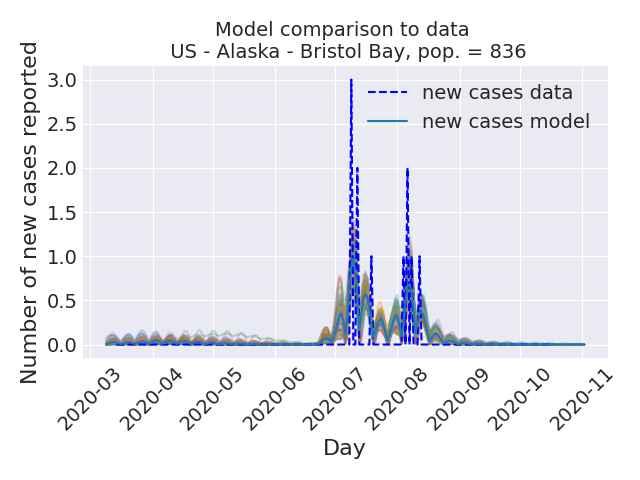 Model comparison to data
US - Alaska - Bristol Bay, pop. = 836
Number of new cases reported
3.0
2.5
2.0
1.5
1.0
0.5
0.0
new cases data
new cases model
2020-03
2020-04
2020-05
2020-06
2020-07
2020-08
2020-09
2020-10
2020-11
Day